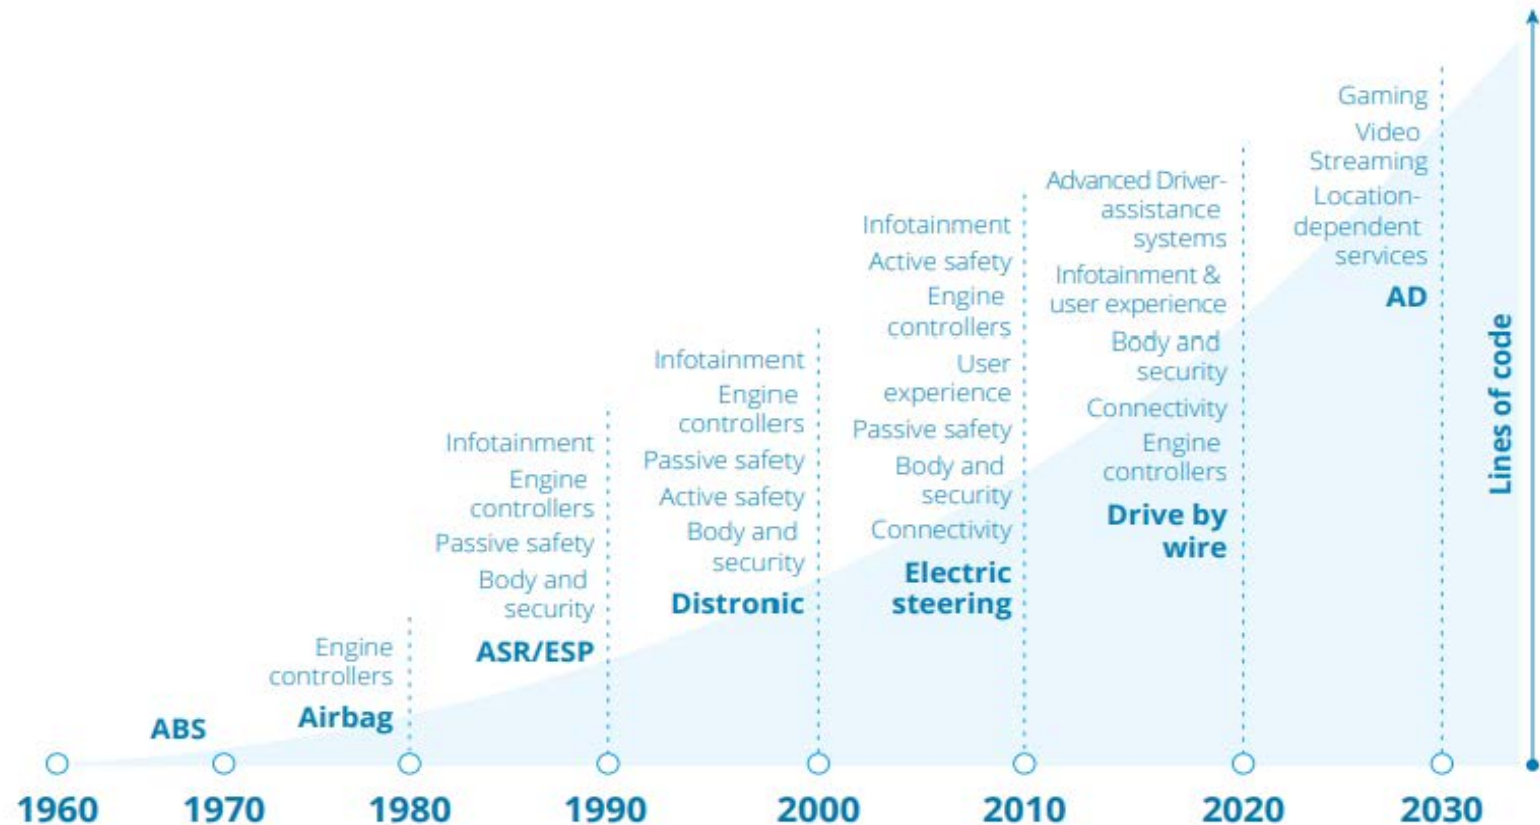 ABS
1960
1970
Engine
controllers
Airbag
1980
Infotainment
Engine
controllers
Passive safety
Body and
security
ASR/ESP
1990
Infotainment
Engine
controllers
Passive safety
Active safety
Body and
security
Distronic
2000
Infotainment
Active safety
Engine
controllers
User
experience
Passive safety
Body and
security
Connectivity
Electric
steering
2010
Advanced Driver-
assistance
systems
Infotainment &
user experience
Body and
security
Connectivity
Engine
controllers
Drive by
wire
2020
Gaming
Video
Streaming
Location-
dependent
services
AD
2030
Lines of code